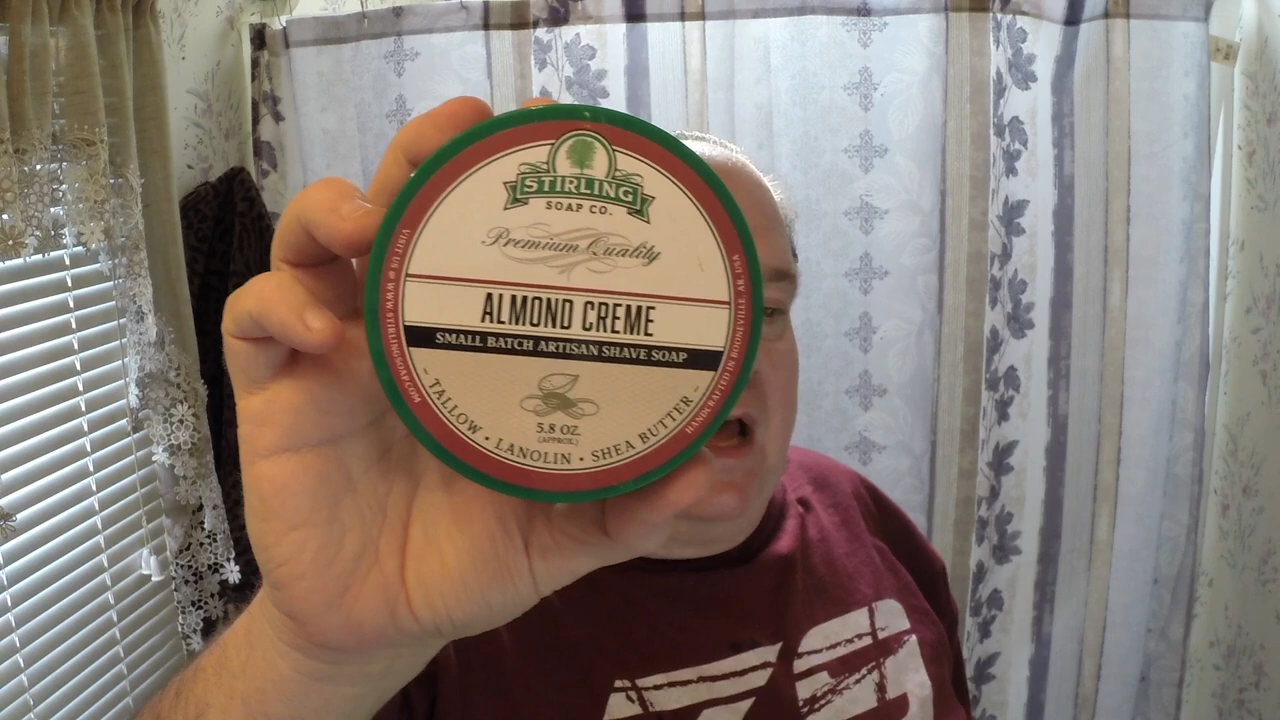 STIRLING
SOAP CO.
Premium Quality
ALMOND CREME
SMALL BATCH ARTISAN SHAVE SOAP
5.8 OZ.
(APPROX.)
~ TALLOW • LANOLIN • SHEA BUTTER ~
VISIT US @ WWW.STIRLINGSOAP.COM
HANDCRAFTED IN BOONEVILLE, AR, USA